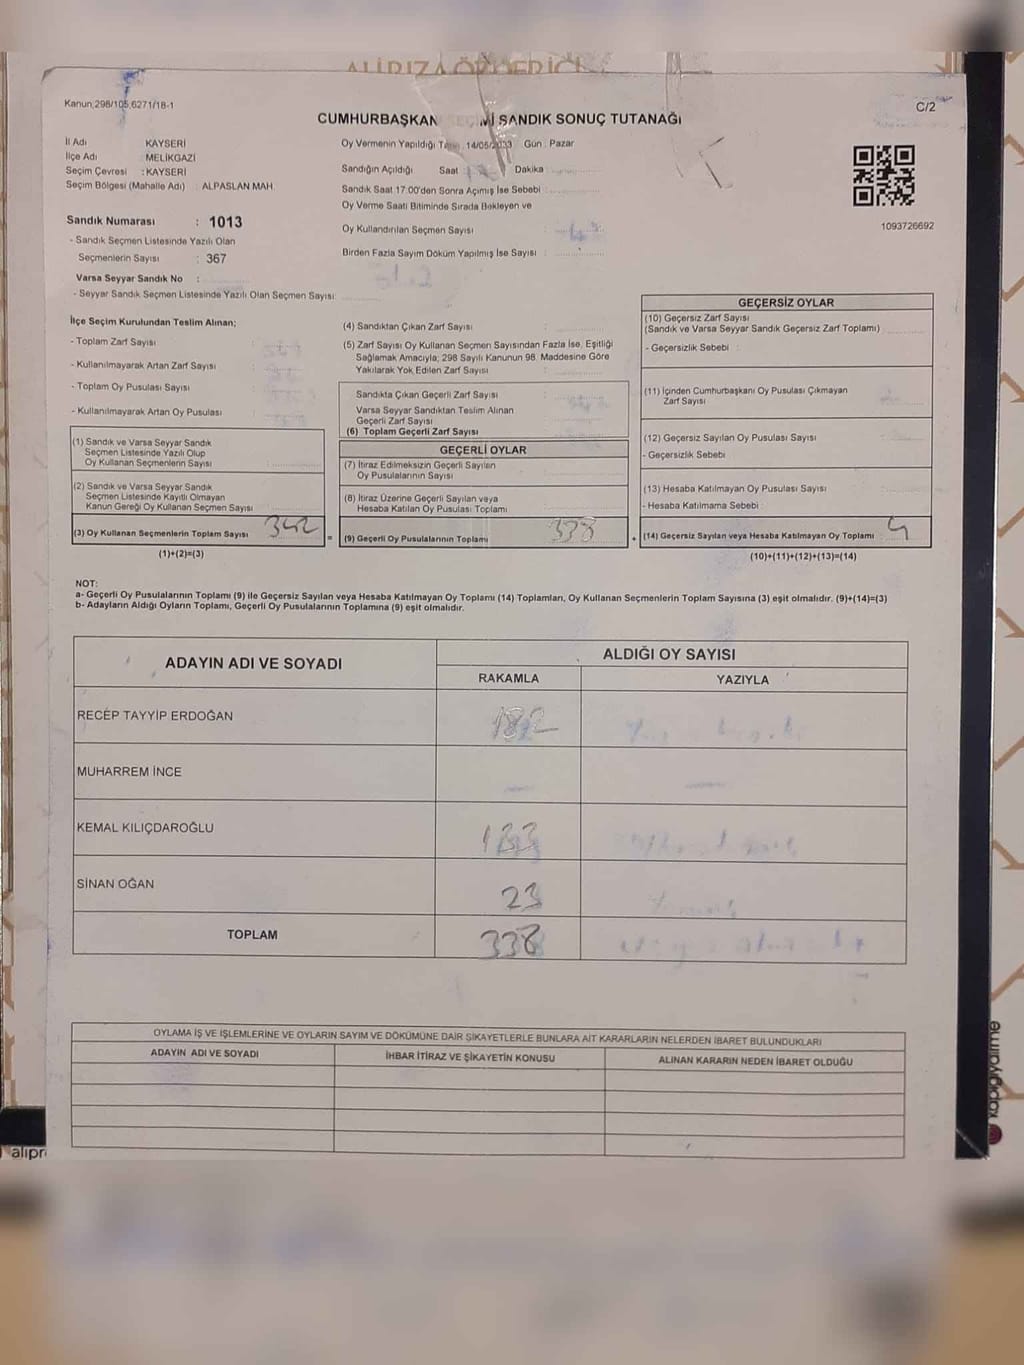 ALİRIZA ÖZDERİCİ
Kanun,298/105,6271/18-1
C/2
CUMHURBAŞKAN SEÇİMİ SANDIK SONUÇ TUTANAĞI
İl Adı KAYSERİ
İlçe Adı MELİKGAZİ
Seçim Çevresi : KAYSERİ
Seçim Bölgesi (Mahalle Adı) : ALPASLAN MAH.
Oy Vermenin Yapıldığı Tarih 14/05/2023 Gün : Pazar
Sandığın Açıldığı Saat : Dakika :
Sandık Saat 17:00'den Sonra Açımış İse Sebebi :
Oy Verme Saati Bitiminde Sırada Bekleyen ve
Oy Kullandırılan Seçmen Sayısı :
Birden Fazla Sayım Döküm Yapılmış İse Sayısı :
1093726692
Sandık Numarası : 1013
- Sandık Seçmen Listesinde Yazılı Olan
Seçmenlerin Sayısı : 367
Varsa Seyyar Sandık No :
- Seyyar Sandık Seçmen Listesinde Yazılı Olan Seçmen Sayısı:
İlçe Seçim Kurulundan Teslim Alınan;
- Toplam Zarf Sayısı :
- Kullanılmayarak Artan Zarf Sayısı :
- Toplam Oy Pusulası Sayısı :
- Kullanılmayarak Artan Oy Pusulası :
(1) Sandık ve Varsa Seyyar Sandık
Seçmen Listesinde Yazılı Olup
Oy Kullanan Seçmenlerin Sayısı :
(2) Sandık ve Varsa Seyyar Sandık
Seçmen Listesinde Kayıtlı Olmayan
Kanun Gereği Oy Kullanan Seçmen Sayısı :
(3) Oy Kullanan Seçmenlerin Toplam Sayısı 342 =
(1)+(2)=(3)
(4) Sandıktan Çıkan Zarf Sayısı :
(5) Zarf Sayısı Oy Kullanan Seçmen Sayısından Fazla İse, Eşitliği
Sağlamak Amacıyla; 298 Sayılı Kanunun 98. Maddesine Göre
Yakılarak Yok Edilen Zarf Sayısı :
Sandıkta Çıkan Geçerli Zarf Sayısı :
Varsa Seyyar Sandıktan Teslim Alınan
Geçerli Zarf Sayısı :
(6) Toplam Geçerli Zarf Sayısı :
GEÇERLİ OYLAR
(7) İtiraz Edilmeksizin Geçerli Sayılan
Oy Pusulalarının Sayısı :
(8) İtiraz Üzerine Geçerli Sayılan veya
Hesaba Katılan Oy Pusulası Toplamı :
(9) Geçerli Oy Pusulalarının Toplamı 338 +
GEÇERSİZ OYLAR
(10) Geçersiz Zarf Sayısı
(Sandık ve Varsa Seyyar Sandık Geçersiz Zarf Toplamı) :
- Geçersizlik Sebebi :
(11) İçinden Cumhurbaşkanı Oy Pusulası Çıkmayan
Zarf Sayısı :
(12) Geçersiz Sayılan Oy Pusulası Sayısı :
- Geçersizlik Sebebi :
(13) Hesaba Katılmayan Oy Pusulası Sayısı :
- Hesaba Katılmama Sebebi :
(14) Geçersiz Sayılan veya Hesaba Katılmayan Oy Toplamı : 4
(10)+(11)+(12)+(13)=(14)
NOT:
a- Geçerli Oy Pusulalarının Toplamı (9) ile Geçersiz Sayılan veya Hesaba Katılmayan Oy Toplamı (14) Toplamları, Oy Kullanan Seçmenlerin Toplam Sayısına (3) eşit olmalıdır. (9)+(14)=(3)
b- Adayların Aldığı Oyların Toplamı, Geçerli Oy Pusulalarının Toplamına (9) eşit olmalıdır.
ADAYIN ADI VE SOYADI
ALDIĞI OY SAYISI
RAKAMLA YAZIYLA
RECEP TAYYİP ERDOĞAN 182
MUHARREM İNCE —
KEMAL KILIÇDAROĞLU 133
SİNAN OĞAN 23
TOPLAM 338
OYLAMA İŞ VE İŞLEMLERİNE VE OYLARIN SAYIM VE DÖKÜMÜNE DAİR ŞİKAYETLERLE BUNLARA AİT KARARLARIN NELERDEN İBARET BULUNDUKLARI
ADAYIN ADI VE SOYADI İHBAR İTİRAZ VE ŞİKAYETİN KONUSU ALINAN KARARIN NEDEN İBARET OLDUĞU
kapigiydirme
alipr